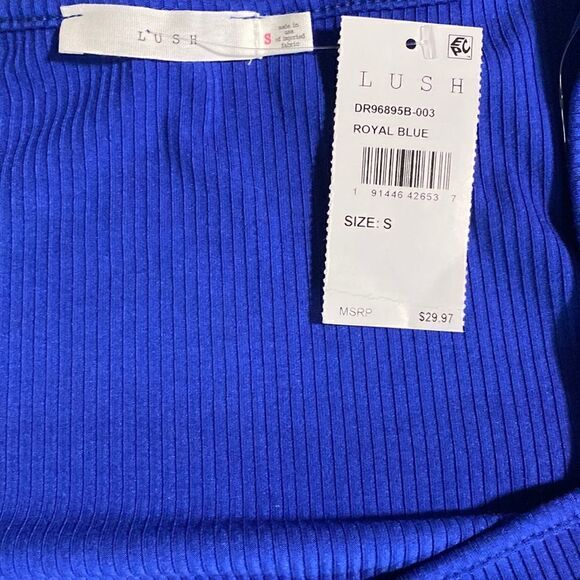 LUSH
S
made in
usa
of imported
fabric
LUSH
DR96895B-003
ROYAL BLUE
1 91446 42653 7
SIZE: S
MSRP $29.97